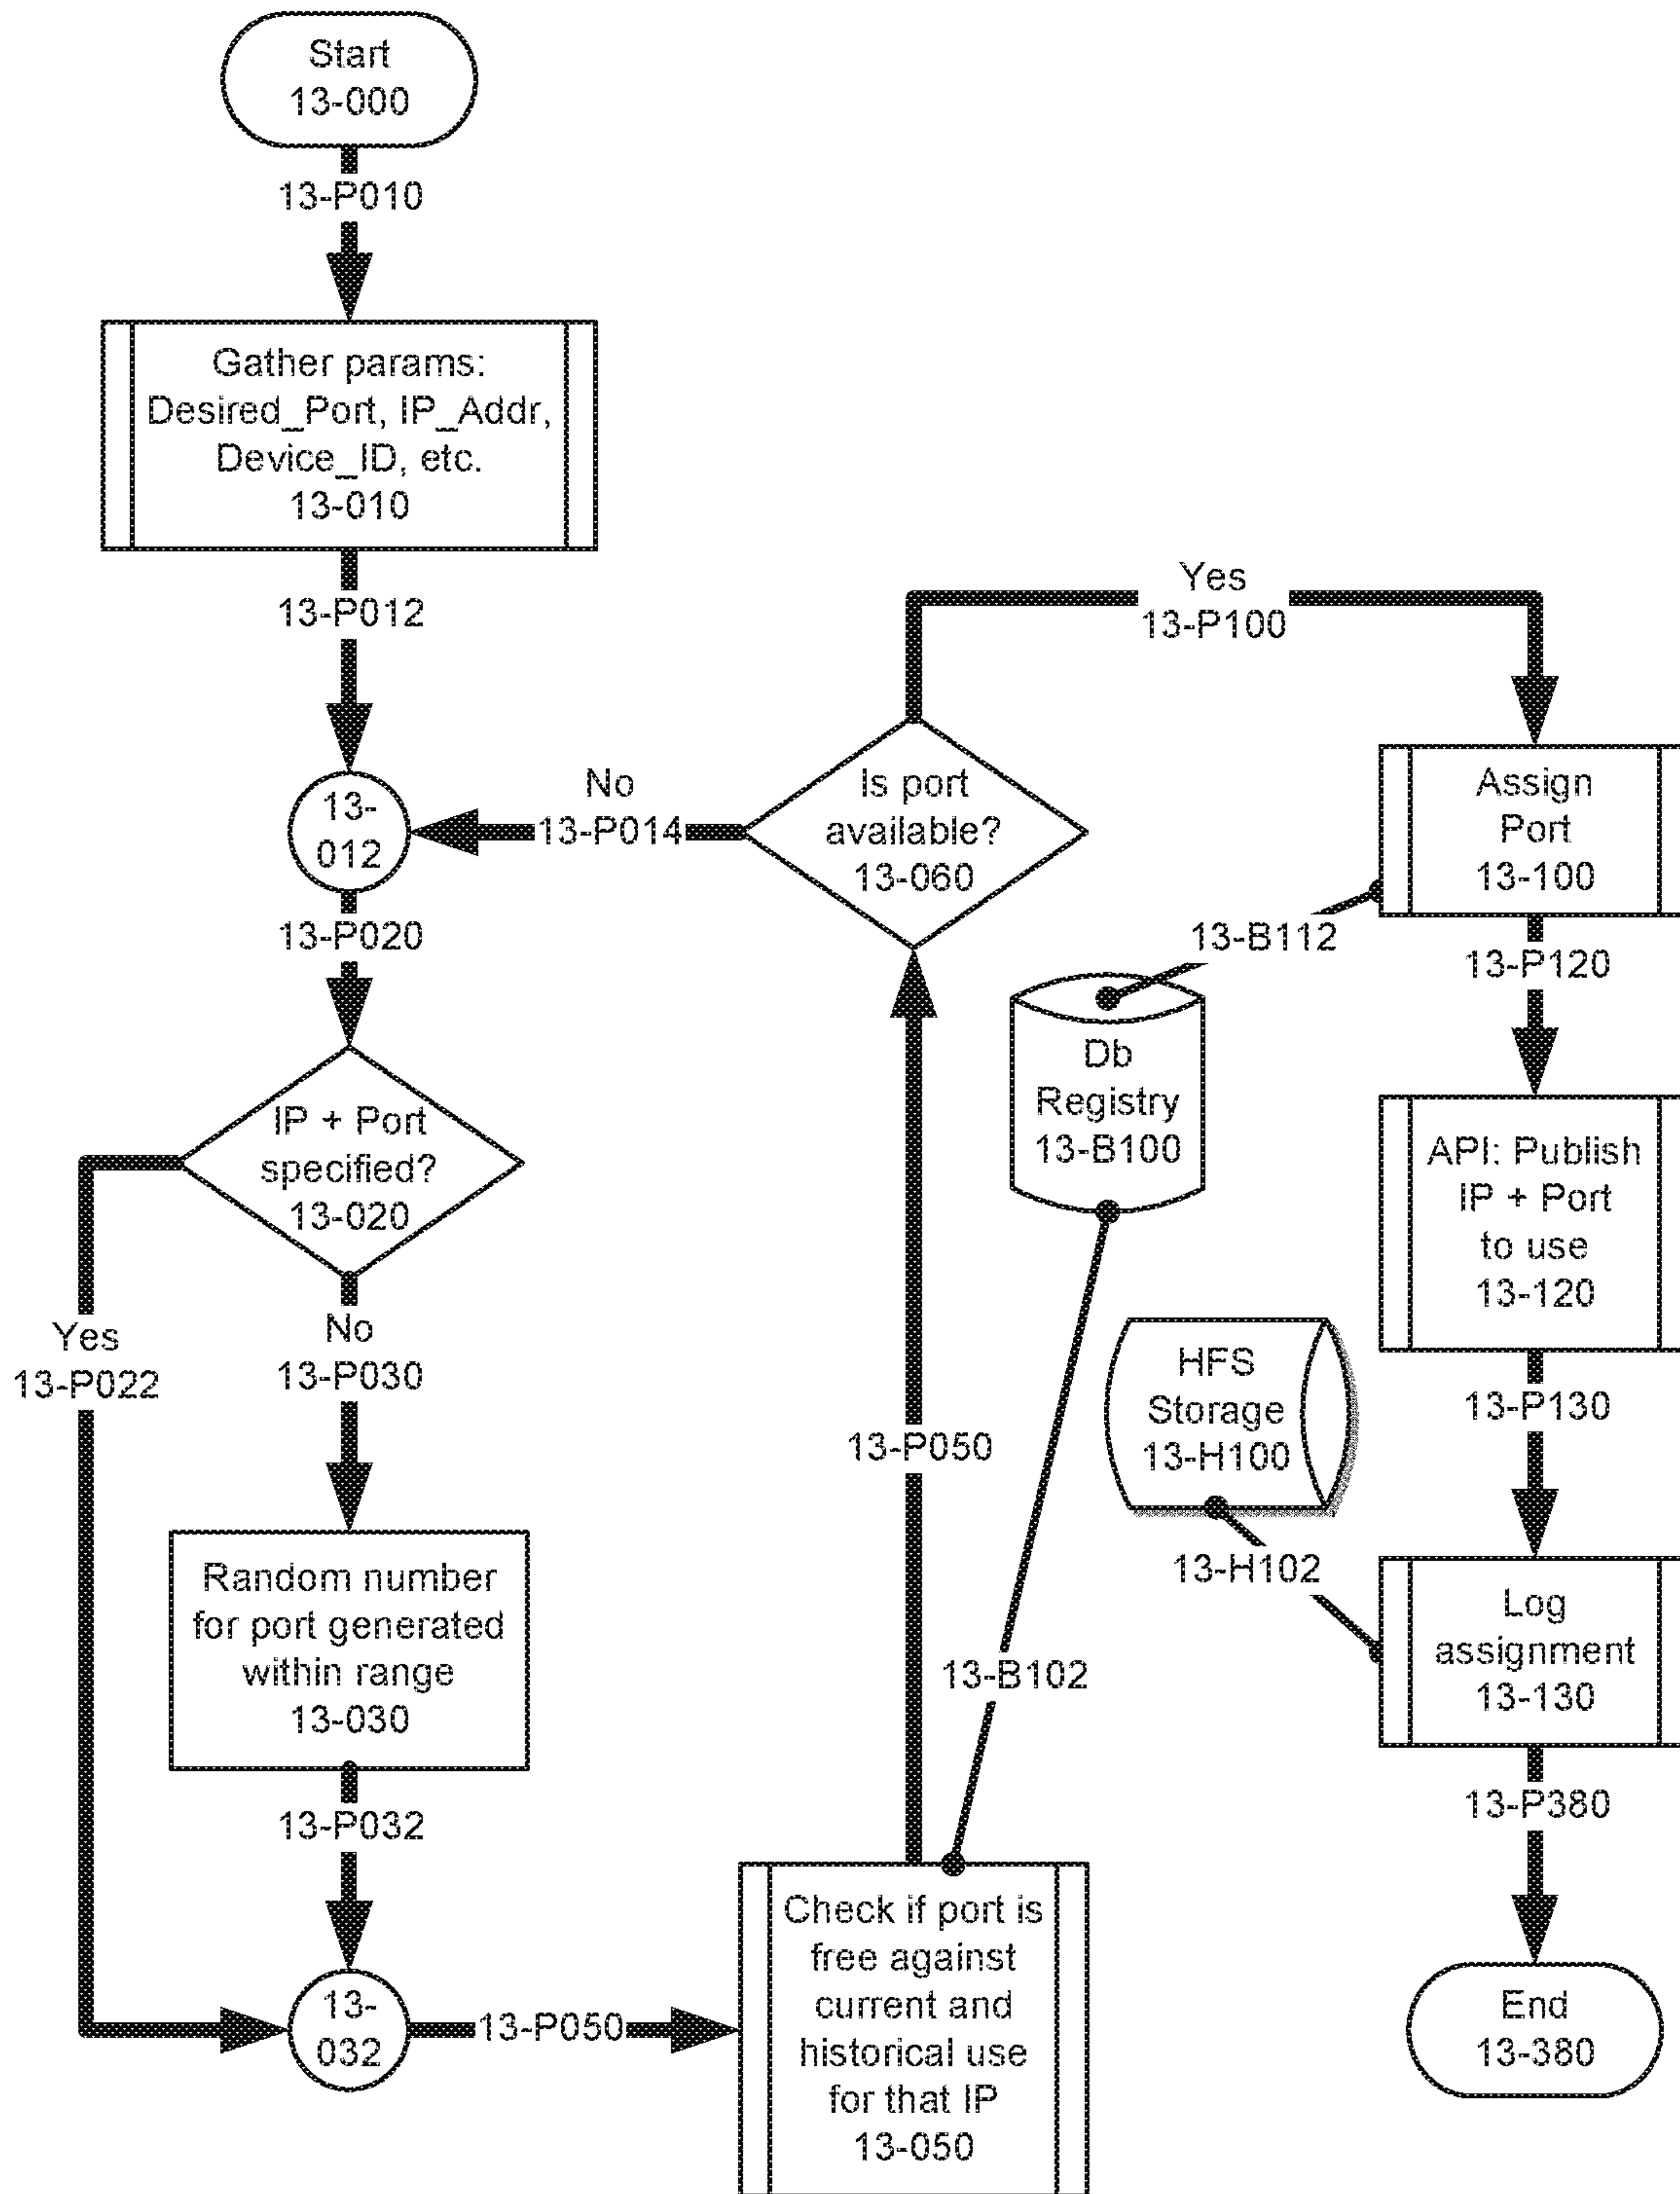 Start
13-000
13-P010
Gather params:
Desired_Port, IP_Addr,
Device_ID, etc.
13-010
13-P012
13-
012
13-P020
IP + Port
specified?
13-020
Yes
13-P022
No
13-P030
Random number
for port generated
within range
13-030
13-P032
13-
032
13-P050
Check if port is
free against
current and
historical use
for that IP
13-050
13-P050
Is port
available?
13-060
No
13-P014
Yes
13-P100
Assign
Port
13-100
13-B112
Db
Registry
13-B100
13-B102
13-P120
API: Publish
IP + Port
to use
13-120
13-P130
HFS
Storage
13-H100
13-H102
Log
assignment
13-130
13-P380
End
13-380